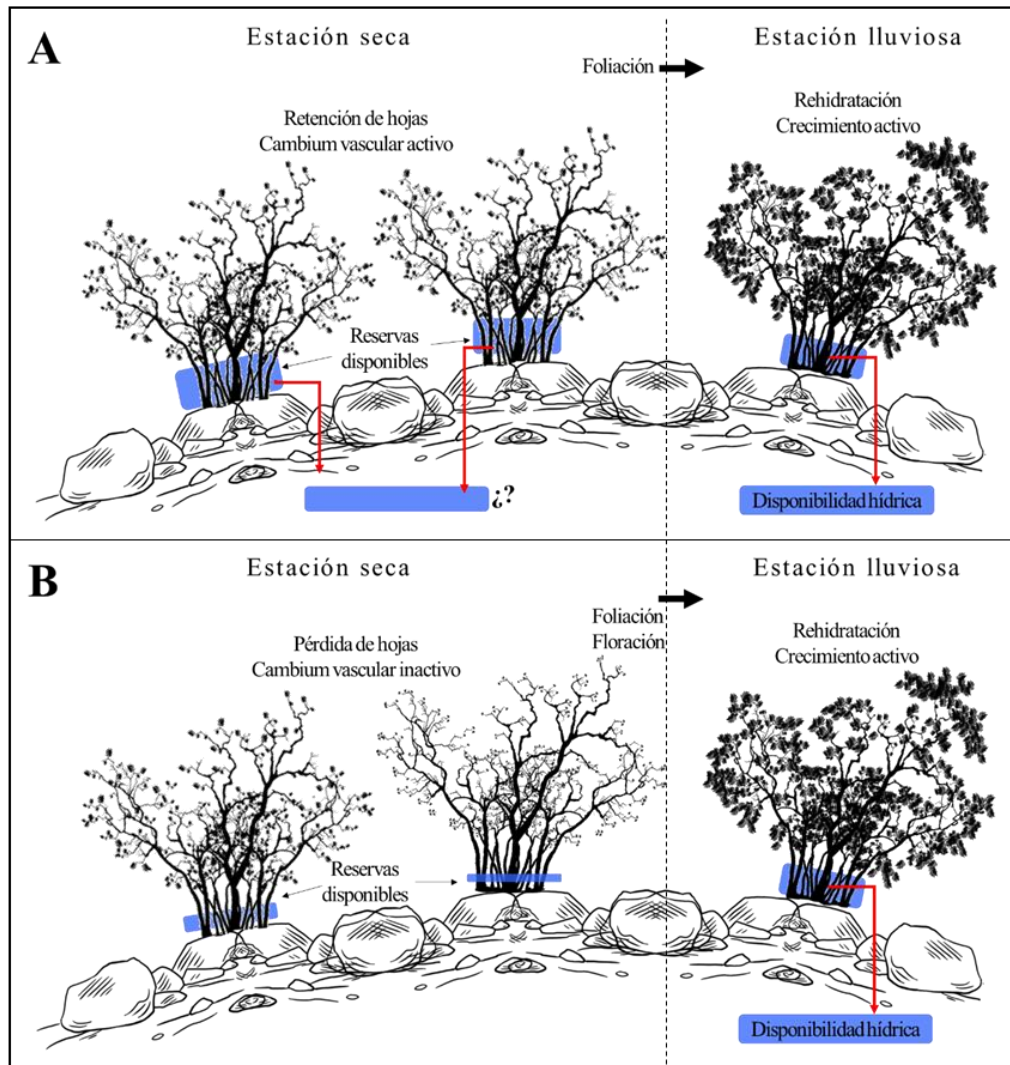 A
Estación seca
Estación lluviosa
Foliación
Retención de hojas
Cambium vascular activo
Rehidratación
Crecimiento activo
Reservas
disponibles
¿?
Disponibilidad hídrica
B
Estación seca
Estación lluviosa
Foliación
Floración
Pérdida de hojas
Cambium vascular inactivo
Rehidratación
Crecimiento activo
Reservas
disponibles
Disponibilidad hídrica